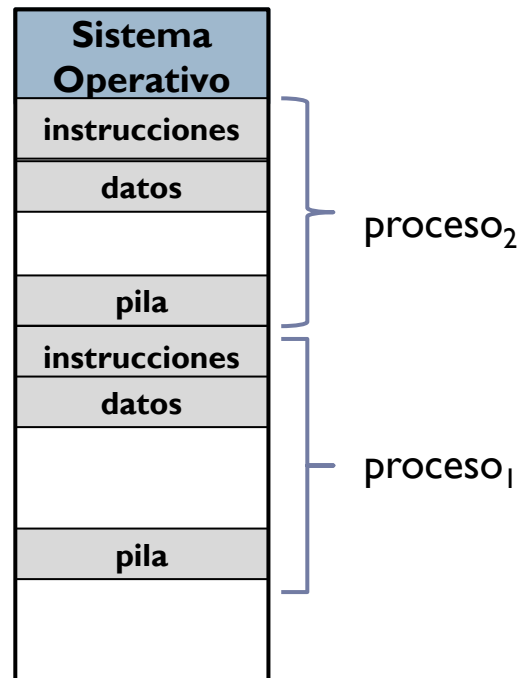 Sistema
Operativo
instrucciones
datos
proceso₂
pila
instrucciones
datos
proceso₁
pila